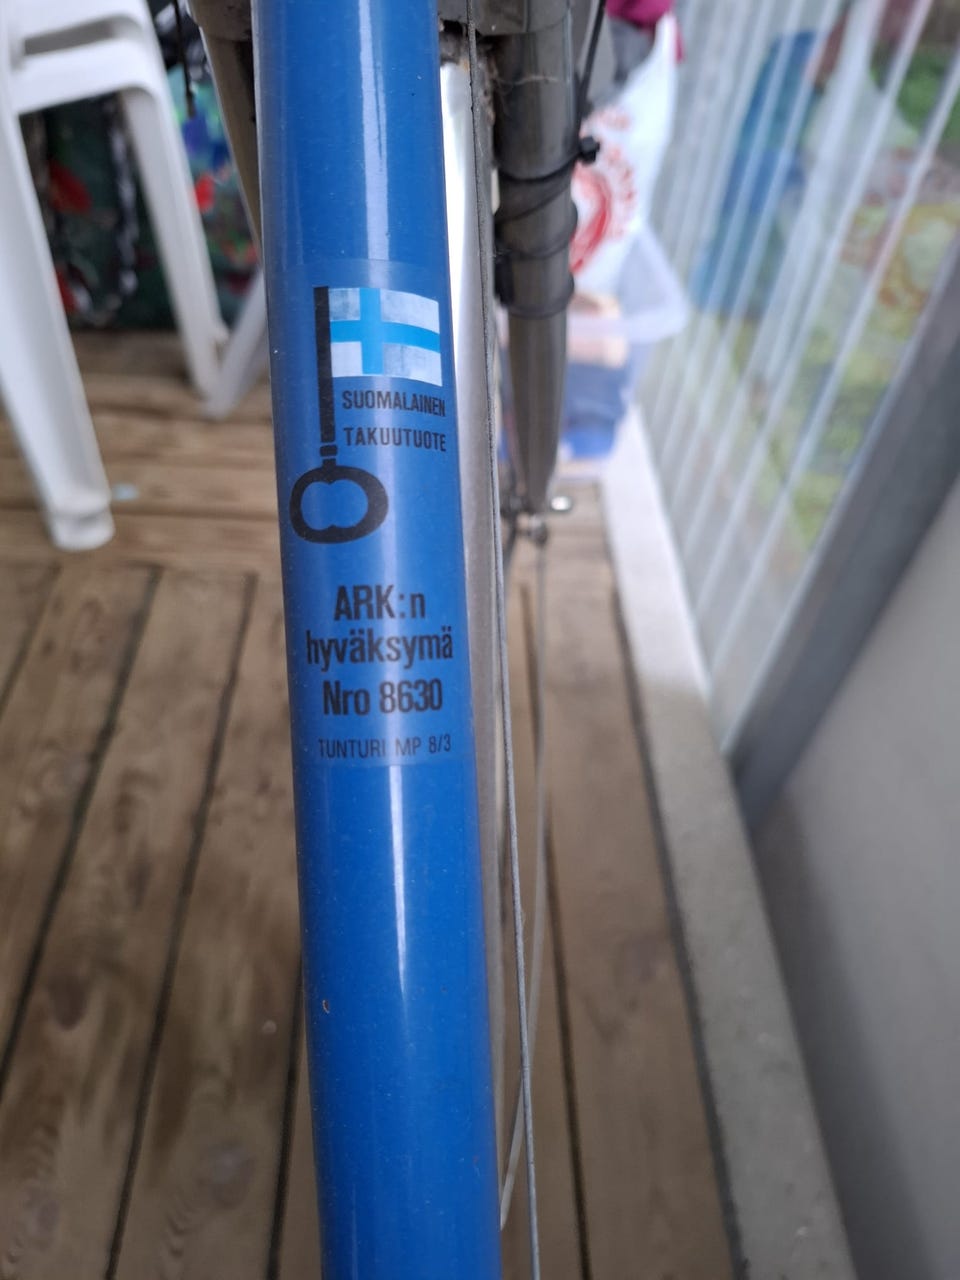 SUOMALAINEN
TAKUUTUOTE
ARK:n
hyväksymä
Nro 8630
TUNTURI MP 8/3